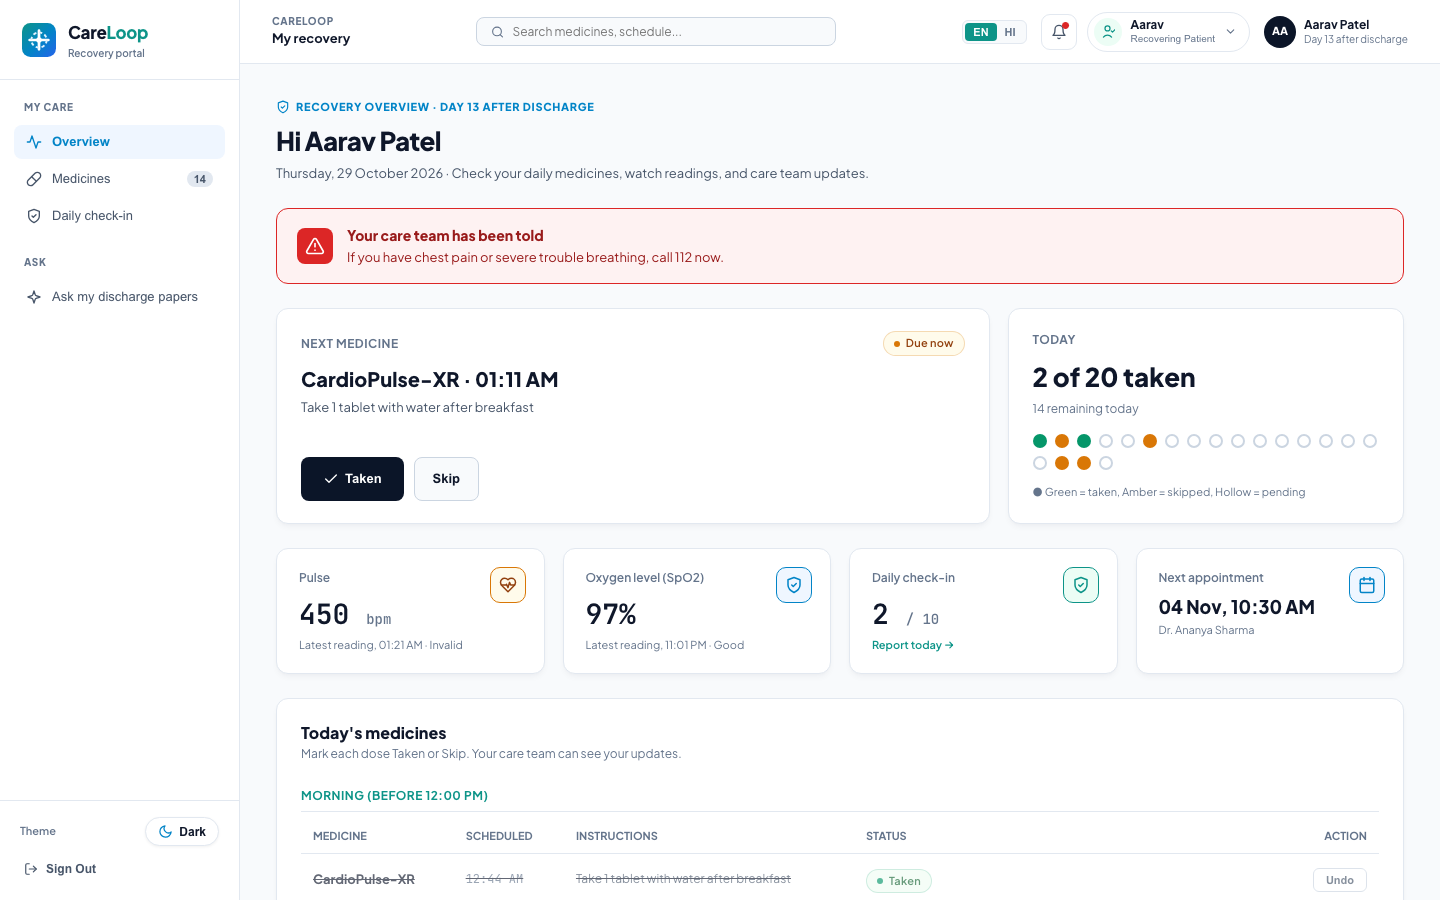 CareLoop
Recovery portal
MY CARE
Overview
Medicines 14
Daily check-in
ASK
Ask my discharge papers
Theme Dark
Sign Out
CARELOOP
My recovery
Search medicines, schedule...
EN HI
Aarav
Recovering Patient
AA
Aarav Patel
Day 13 after discharge
RECOVERY OVERVIEW · DAY 13 AFTER DISCHARGE
Hi Aarav Patel
Thursday, 29 October 2026 · Check your daily medicines, watch readings, and care team updates.
Your care team has been told
If you have chest pain or severe trouble breathing, call 112 now.
NEXT MEDICINE
Due now
CardioPulse-XR · 01:11 AM
Take 1 tablet with water after breakfast
Taken Skip
TODAY
2 of 20 taken
14 remaining today
Green = taken, Amber = skipped, Hollow = pending
Pulse
450 bpm
Latest reading, 01:21 AM · Invalid
Oxygen level (SpO2)
97%
Latest reading, 11:01 PM · Good
Daily check-in
2 / 10
Report today →
Next appointment
04 Nov, 10:30 AM
Dr. Ananya Sharma
Today's medicines
Mark each dose Taken or Skip. Your care team can see your updates.
MORNING (BEFORE 12:00 PM)
MEDICINE SCHEDULED INSTRUCTIONS STATUS ACTION
CardioPulse-XR 12:44 AM Take 1 tablet with water after breakfast Taken Undo